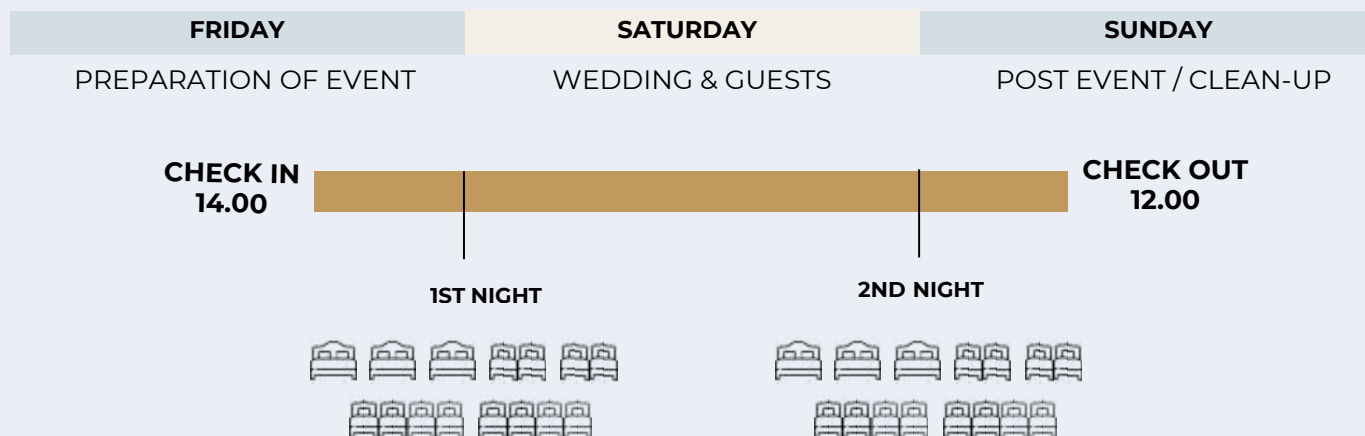 FRIDAY
SATURDAY
SUNDAY
PREPARATION OF EVENT
WEDDING & GUESTS
POST EVENT / CLEAN-UP
CHECK IN
14.00
CHECK OUT
12.00
1ST NIGHT
2ND NIGHT